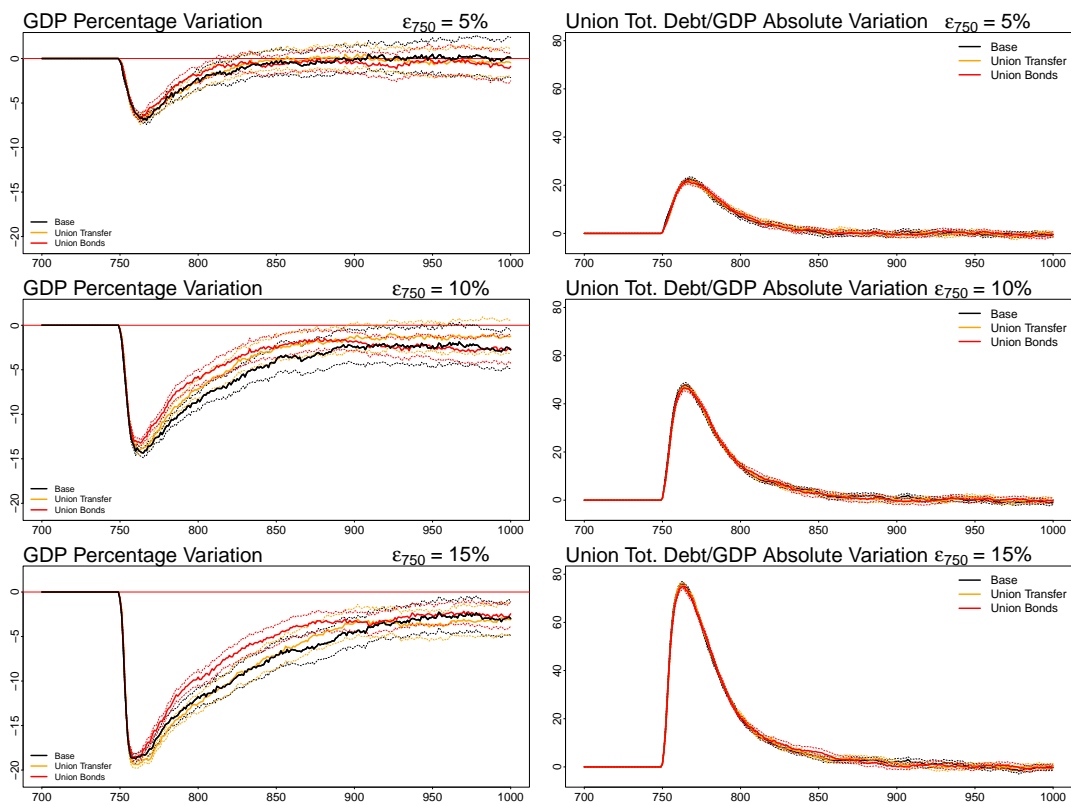 GDP Percentage Variation ε750 = 5%
0
−5
−10
−15
−20
Base
Union Transfer
Union Bonds
700 750 800 850 900 950 1000
Union Tot. Debt/GDP Absolute Variation ε750 = 5%
80
60
40
20
0
Base
Union Transfer
Union Bonds
700 750 800 850 900 950 1000
GDP Percentage Variation ε750 = 10%
0
−5
−10
−15
−20
Base
Union Transfer
Union Bonds
700 750 800 850 900 950 1000
Union Tot. Debt/GDP Absolute Variation ε750 = 10%
80
60
40
20
0
Base
Union Transfer
Union Bonds
700 750 800 850 900 950 1000
GDP Percentage Variation ε750 = 15%
0
−5
−10
−15
−20
Base
Union Transfer
Union Bonds
700 750 800 850 900 950 1000
Union Tot. Debt/GDP Absolute Variation ε750 = 15%
80
60
40
20
0
Base
Union Transfer
Union Bonds
700 750 800 850 900 950 1000